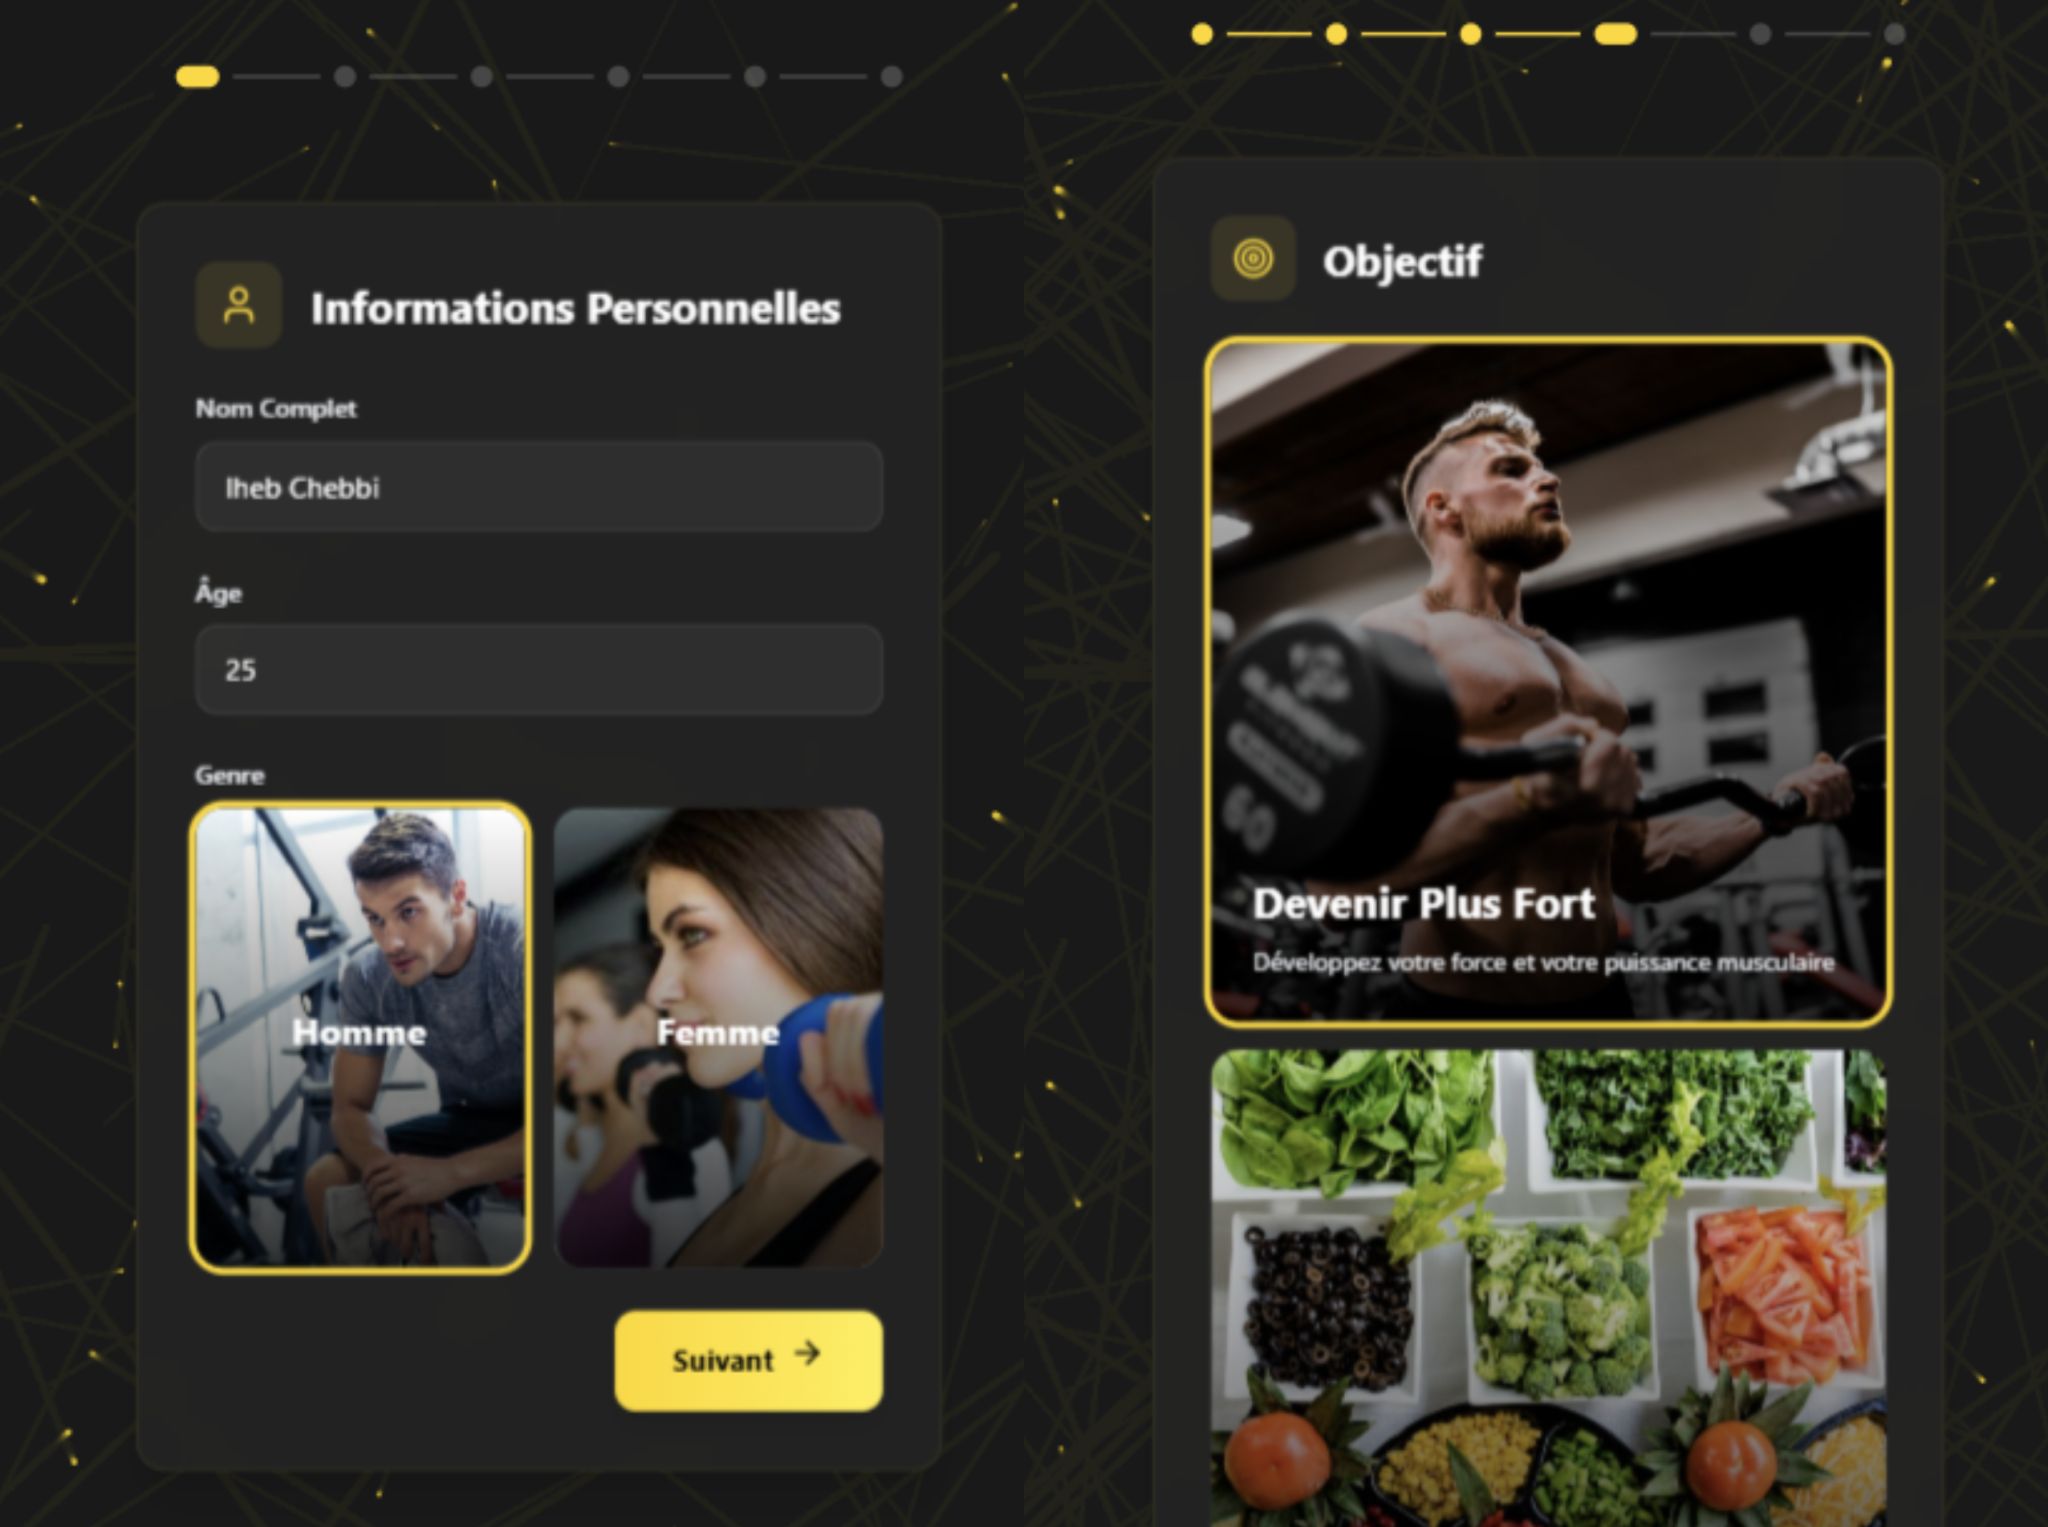 Informations Personnelles
Nom Complet
Iheb Chebbi
Âge
25
Genre
Homme
Femme
Suivant →
Objectif
60
Devenir Plus Fort
Développez votre force et votre puissance musculaire